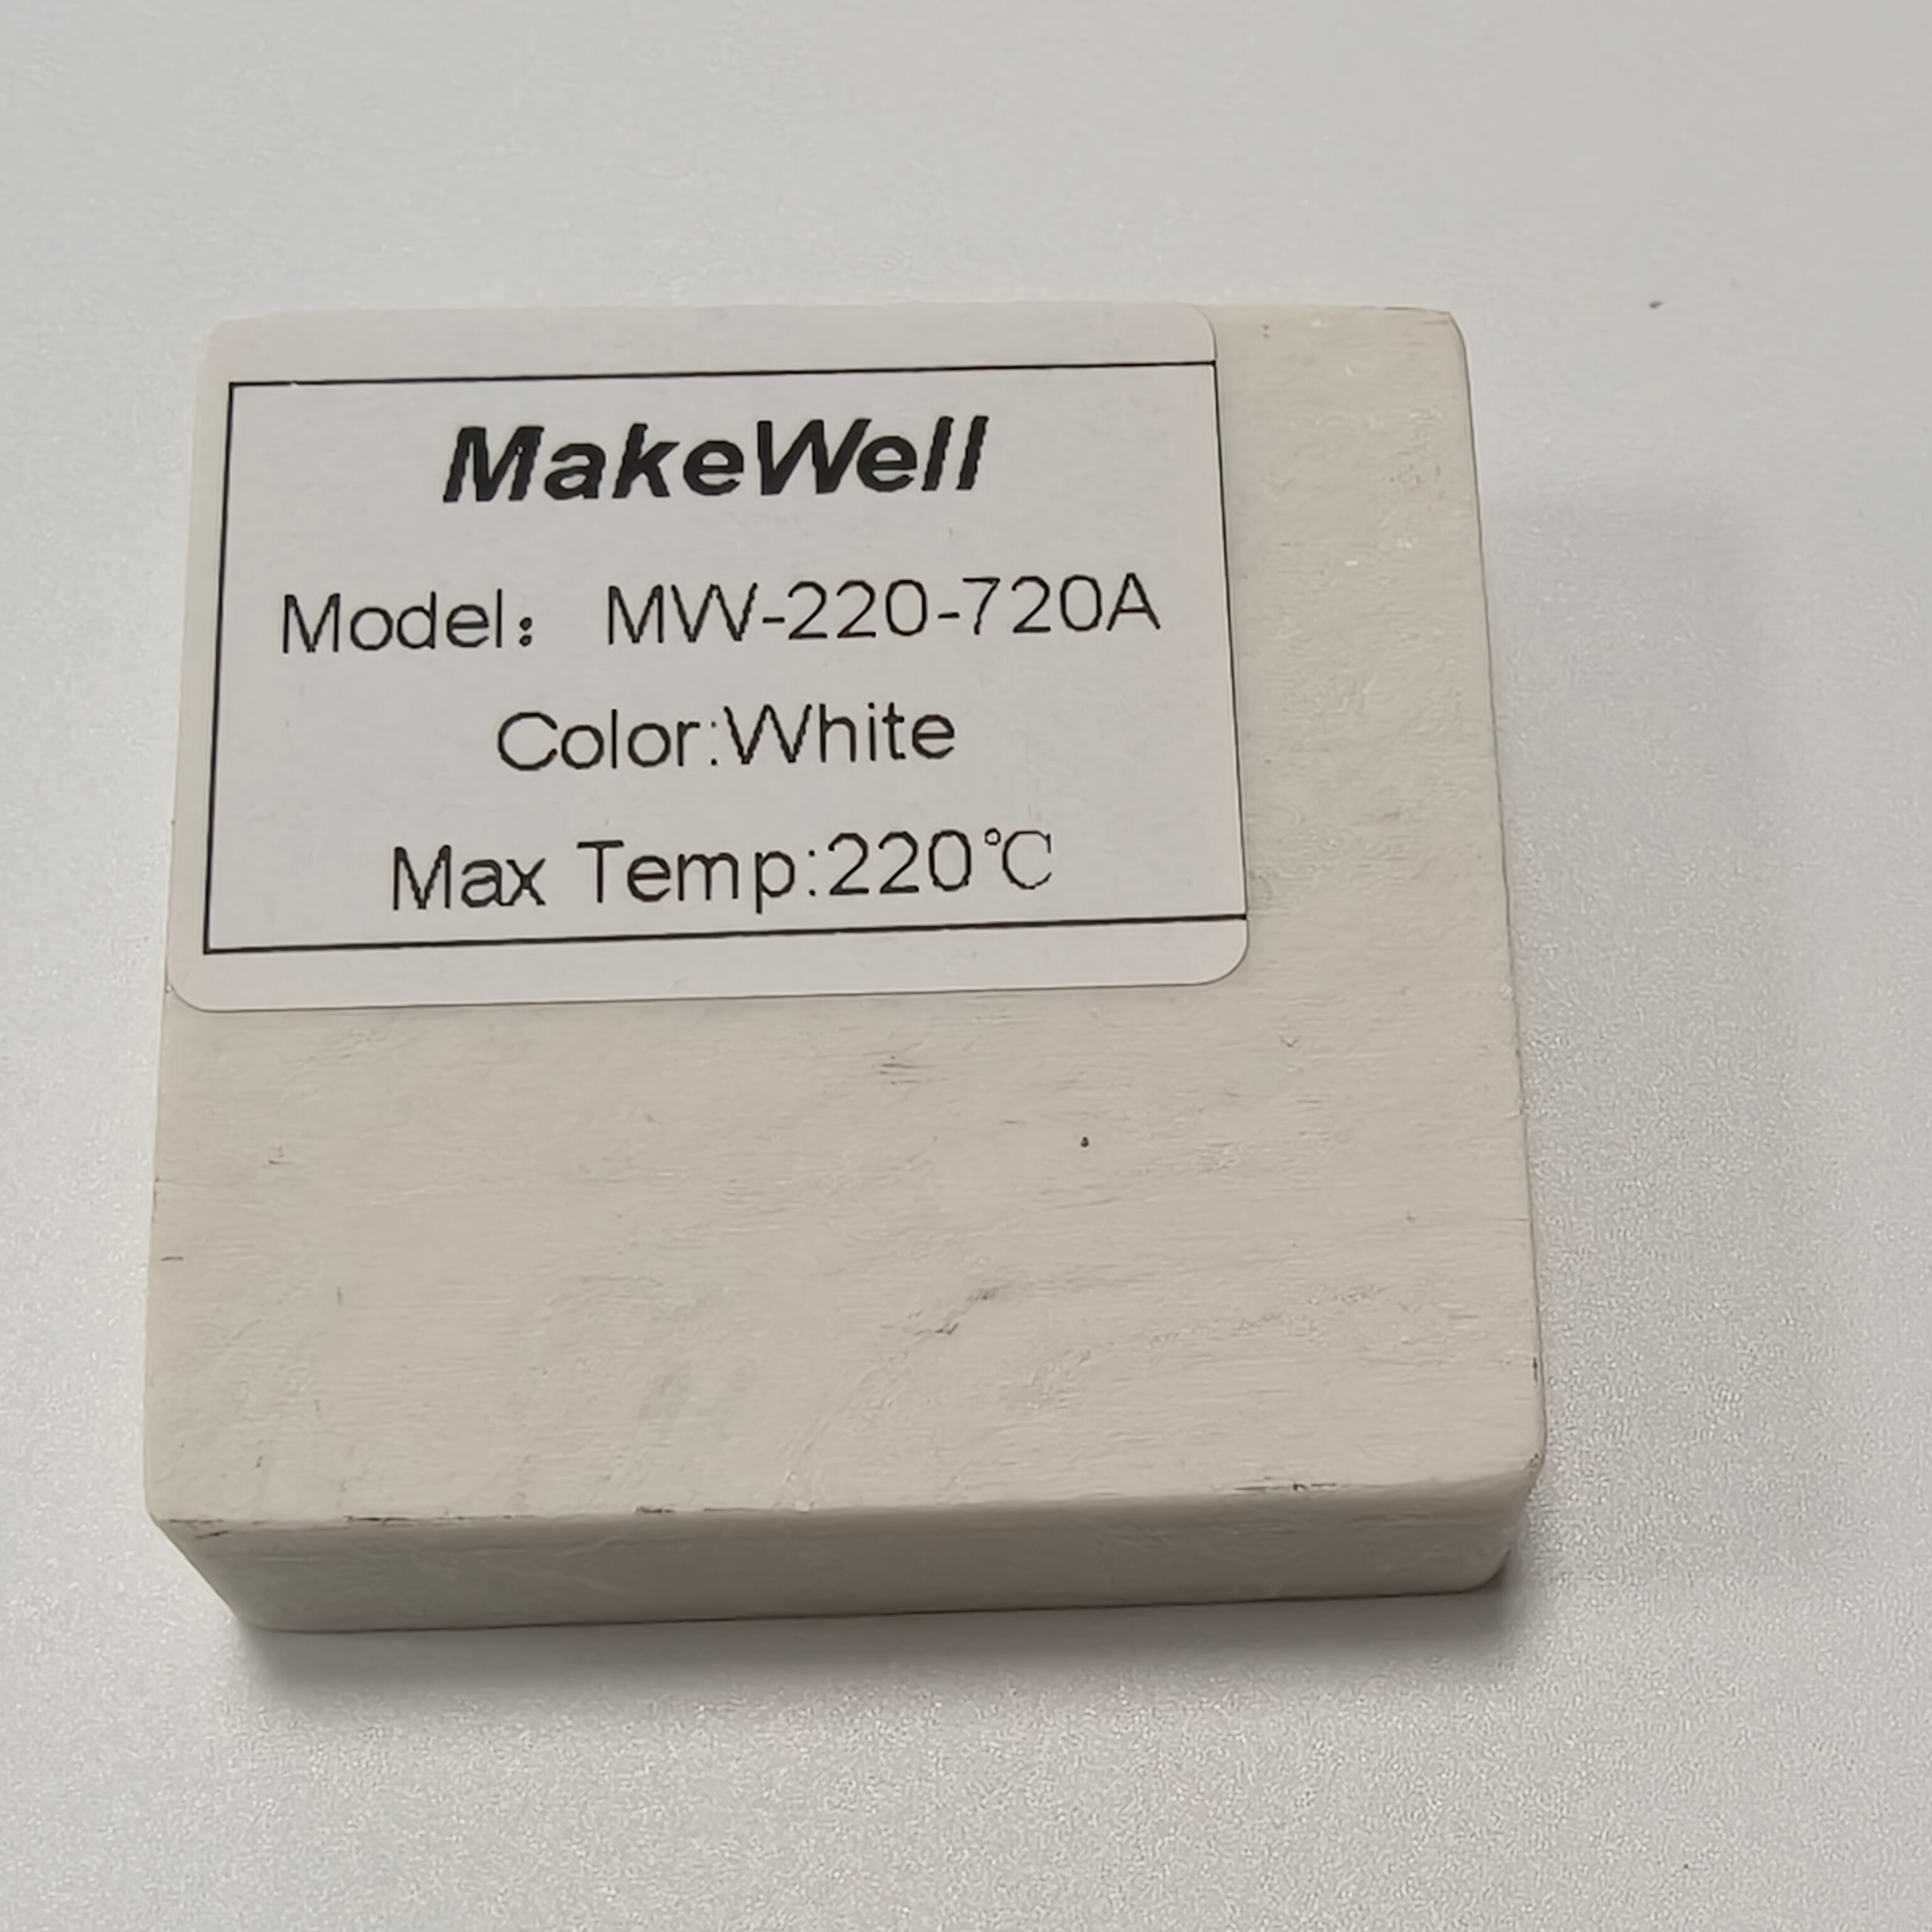 MakeWell
Model： MW-220-720A
Color:White
Max Temp:220℃